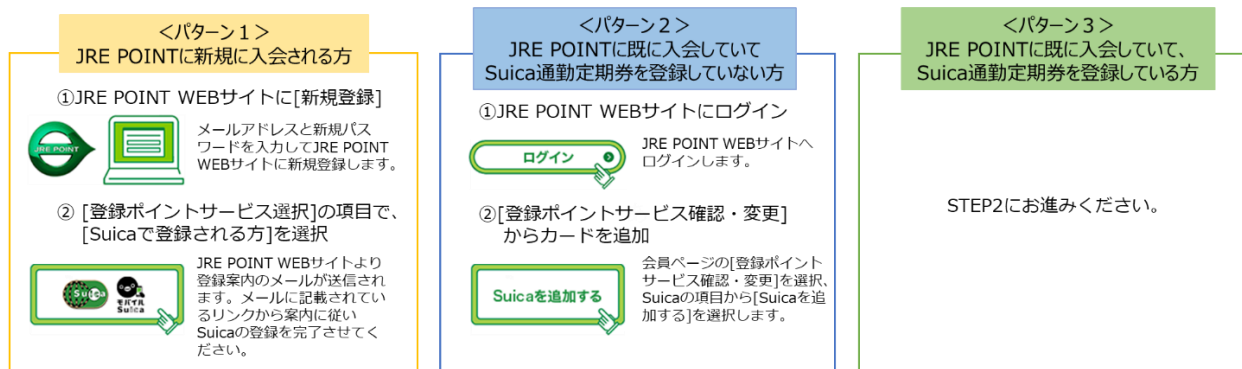 ＜パターン１＞
JRE POINTに新規に入会される方
①JRE POINT WEBサイトに[新規登録]
JRE POINT
メールアドレスと新規パス
ワードを入力してJRE POINT
WEBサイトに新規登録します。
② [登録ポイントサービス選択]の項目で、
[Suicaで登録される方]を選択
Suica
モバイル
Suica
JRE POINT WEBサイトより
登録案内のメールが送信され
ます。メールに記載されてい
るリンクから案内に従い
Suicaの登録を完了させてく
ださい。
＜パターン２＞
JRE POINTに既に入会していて
Suica通勤定期券を登録していない方
①JRE POINT WEBサイトにログイン
ログイン
JRE POINT WEBサイトへ
ログインします。
②[登録ポイントサービス確認・変更]
からカードを追加
Suicaを追加する
会員ページの[登録ポイント
サービス確認・変更]を選択、
Suicaの項目から[Suicaを追
加する]を選択します。
＜パターン３＞
JRE POINTに既に入会していて、
Suica通勤定期券を登録している方
STEP2にお進みください。